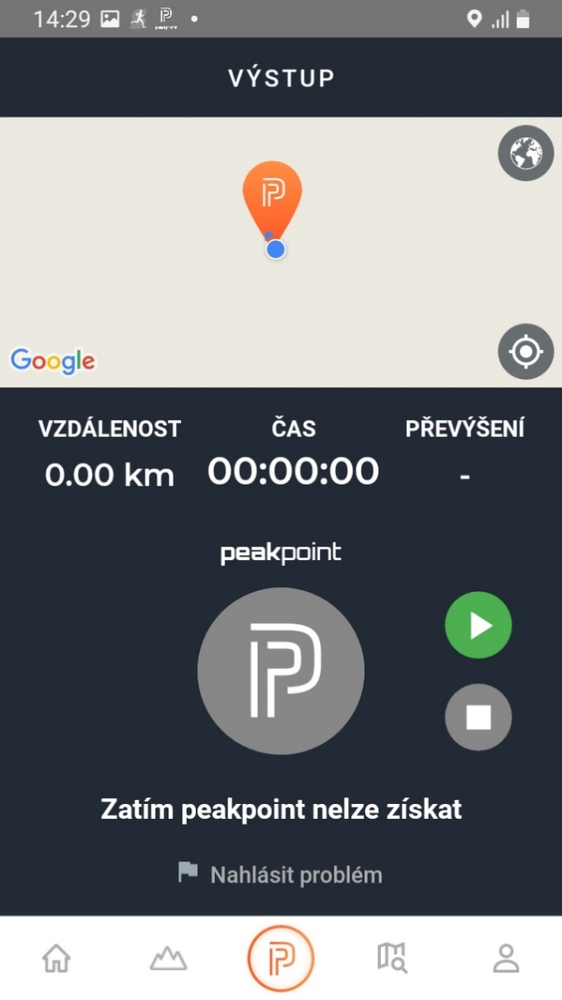 14:29
VÝSTUP
Google
VZDÁLENOST ČAS PŘEVÝŠENÍ
0.00 km 00:00:00 -
peakpoint
Zatím peakpoint nelze získat
Nahlásit problém